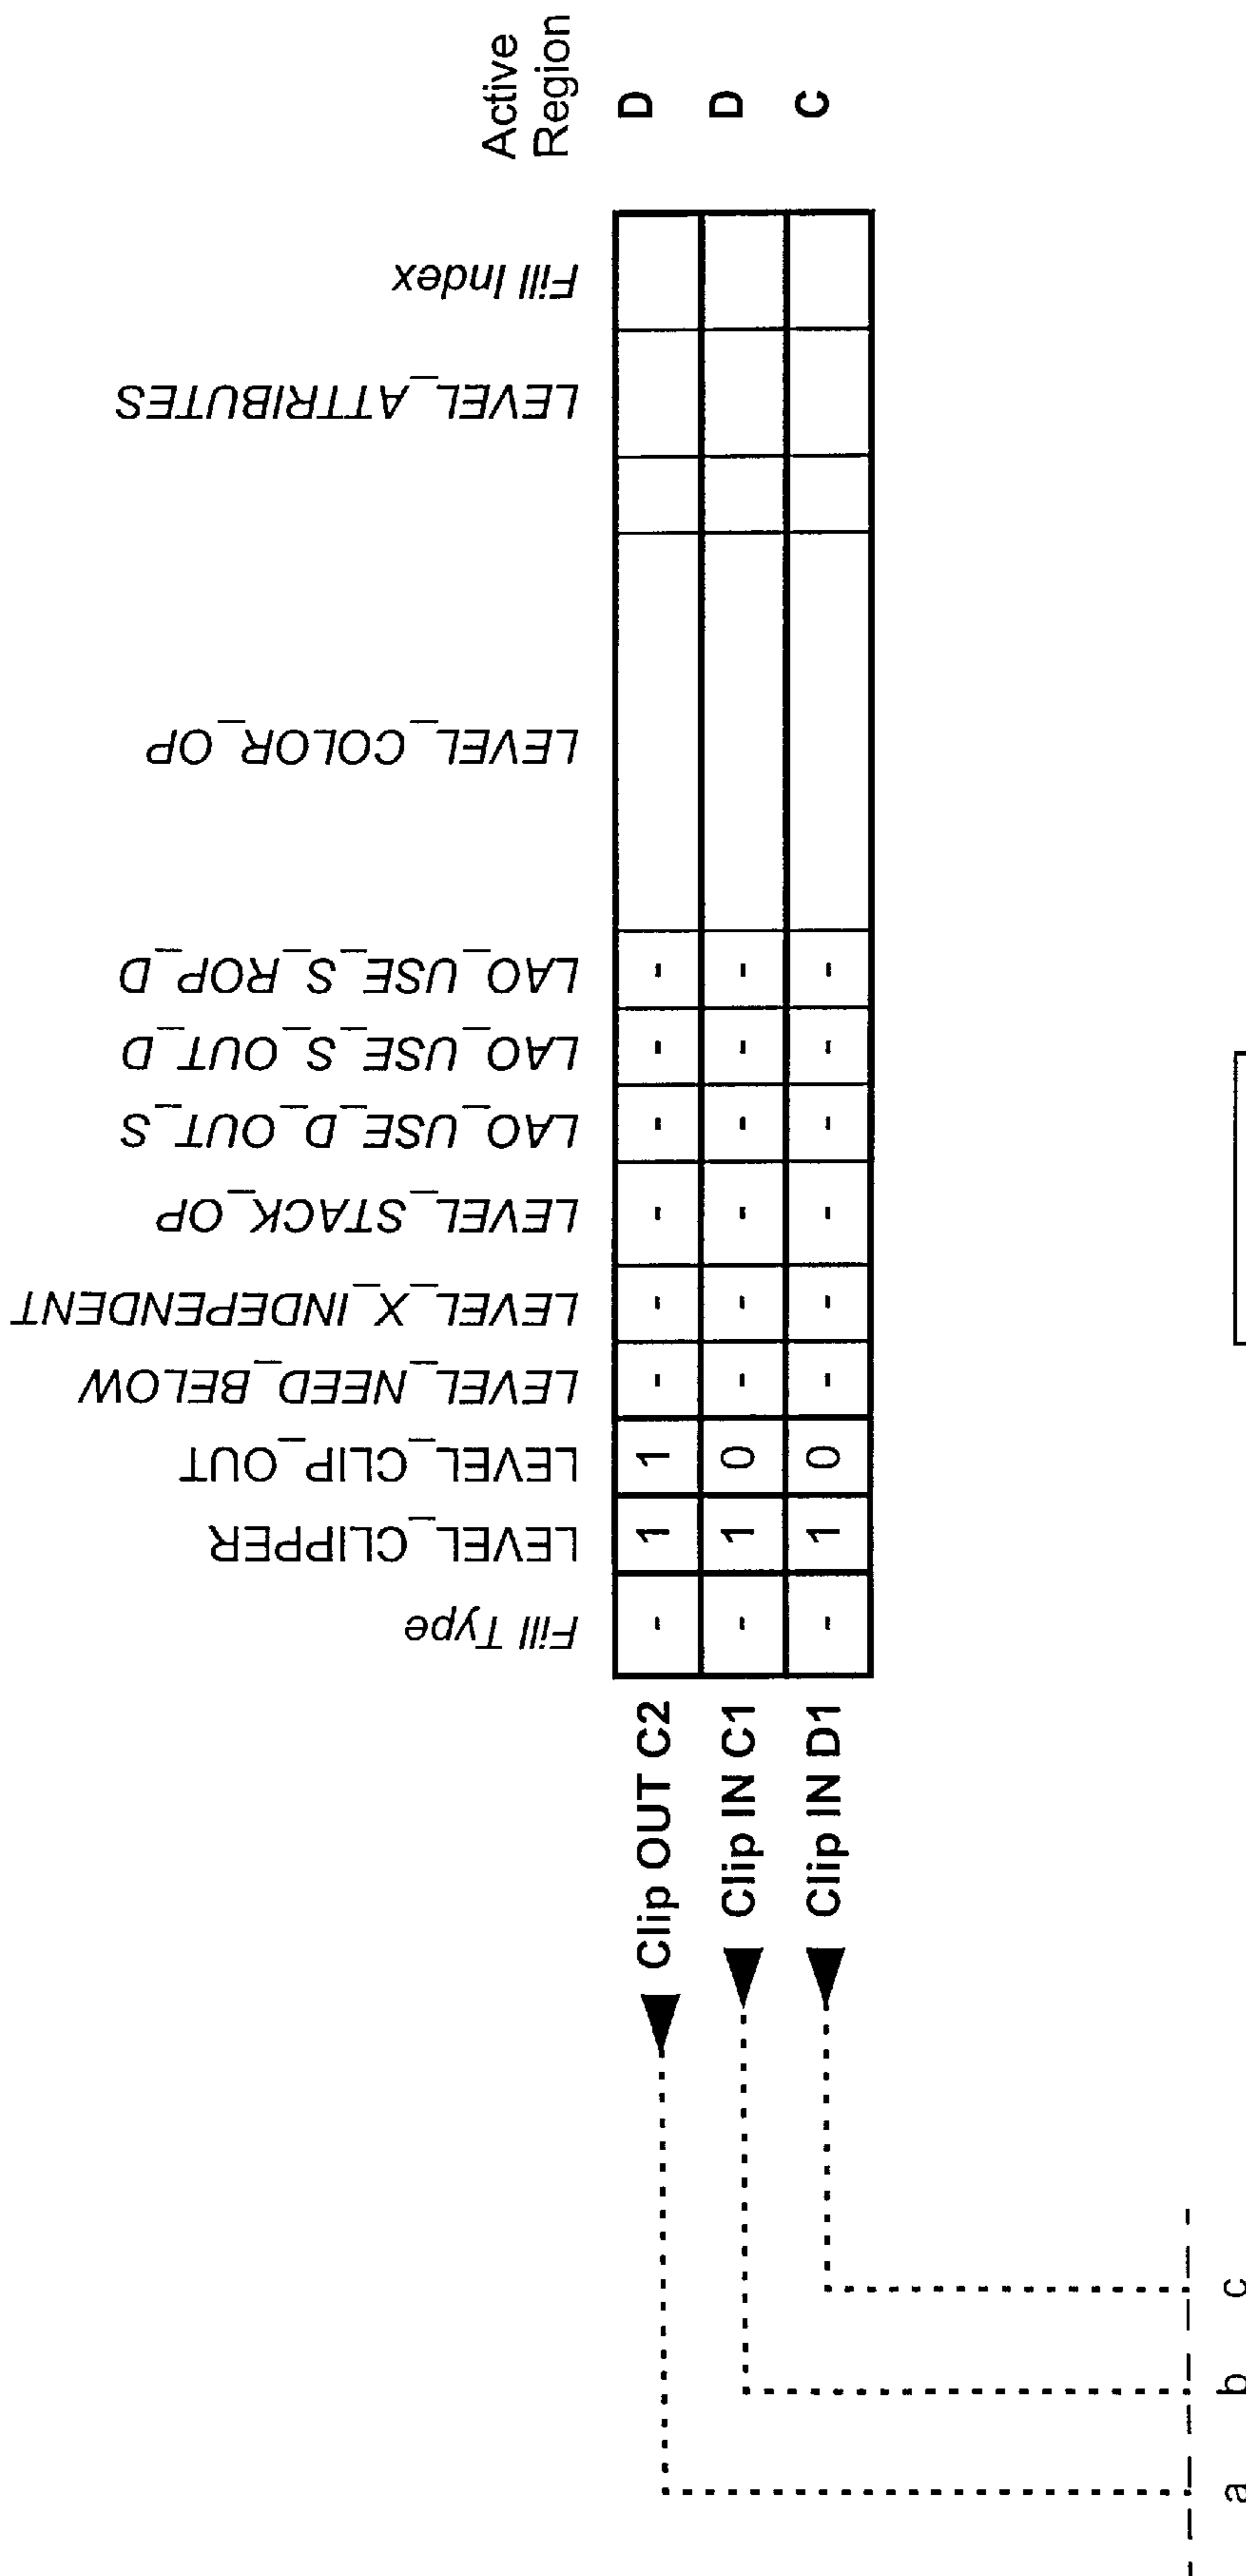 Fill Type
LEVEL_CLIPPER
LEVEL_CLIP_OUT
LEVEL_NEED_BELOW
LEVEL_X_INDEPENDENT
LEVEL_STACK_OP
LAO_USE_D_OUT_S
LAO_USE_S_OUT_D
LAO_USE_S_ROP_D
LEVEL_COLOR_OP
LEVEL_ATTRIBUTES
Fill Index
Active
Region
Clip OUT C2 - 1 1 - - - - - - D
Clip IN C1 - 1 0 - - - - - - D
Clip IN D1 - 1 0 - - - - - - C
a
b
c